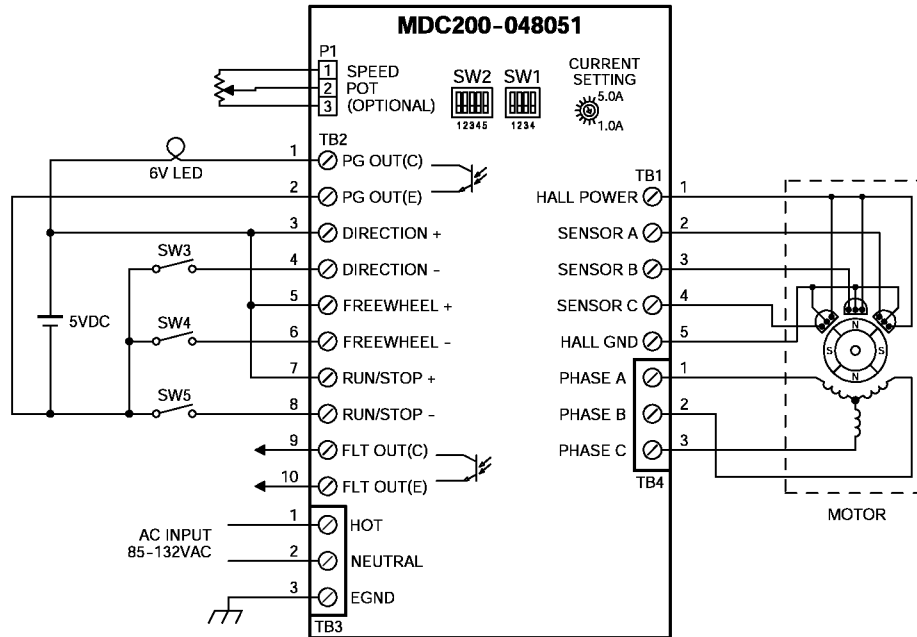 MDC200-048051
P1
1 SPEED
2 POT
3 (OPTIONAL)
SW2 SW1
12345 1234
CURRENT
SETTING
5.0A
1.0A
TB2
1 PG OUT(C)
6V LED
2 PG OUT(E)
3 DIRECTION +
SW3
4 DIRECTION -
5 FREEWHEEL +
5VDC
SW4
6 FREEWHEEL -
7 RUN/STOP +
SW5
8 RUN/STOP -
9 FLT OUT(C)
10 FLT OUT(E)
AC INPUT
85-132VAC
1 HOT
2 NEUTRAL
3 EGND
TB3
TB1
HALL POWER 1
SENSOR A 2
SENSOR B 3
SENSOR C 4
HALL GND 5
PHASE A 1
PHASE B 2
PHASE C 3
TB4
N
S S
N
MOTOR